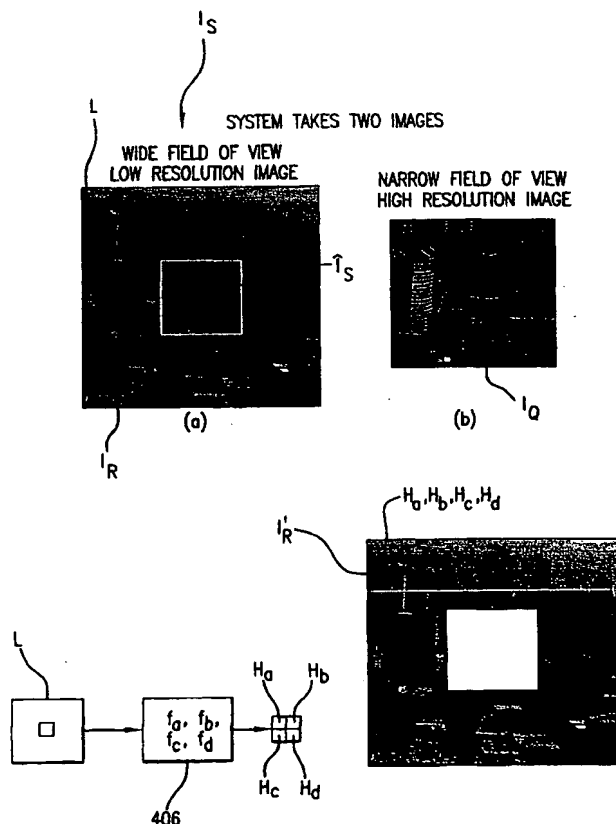 I_S
L
SYSTEM TAKES TWO IMAGES
WIDE FIELD OF VIEW
LOW RESOLUTION IMAGE
NARROW FIELD OF VIEW
HIGH RESOLUTION IMAGE
Î_S
(a)
(b)
I_R
I_Q
H_a, H_b, H_c, H_d
I'_R
L
H_a
H_b
f_a, f_b,
f_c, f_d
H_c
H_d
406